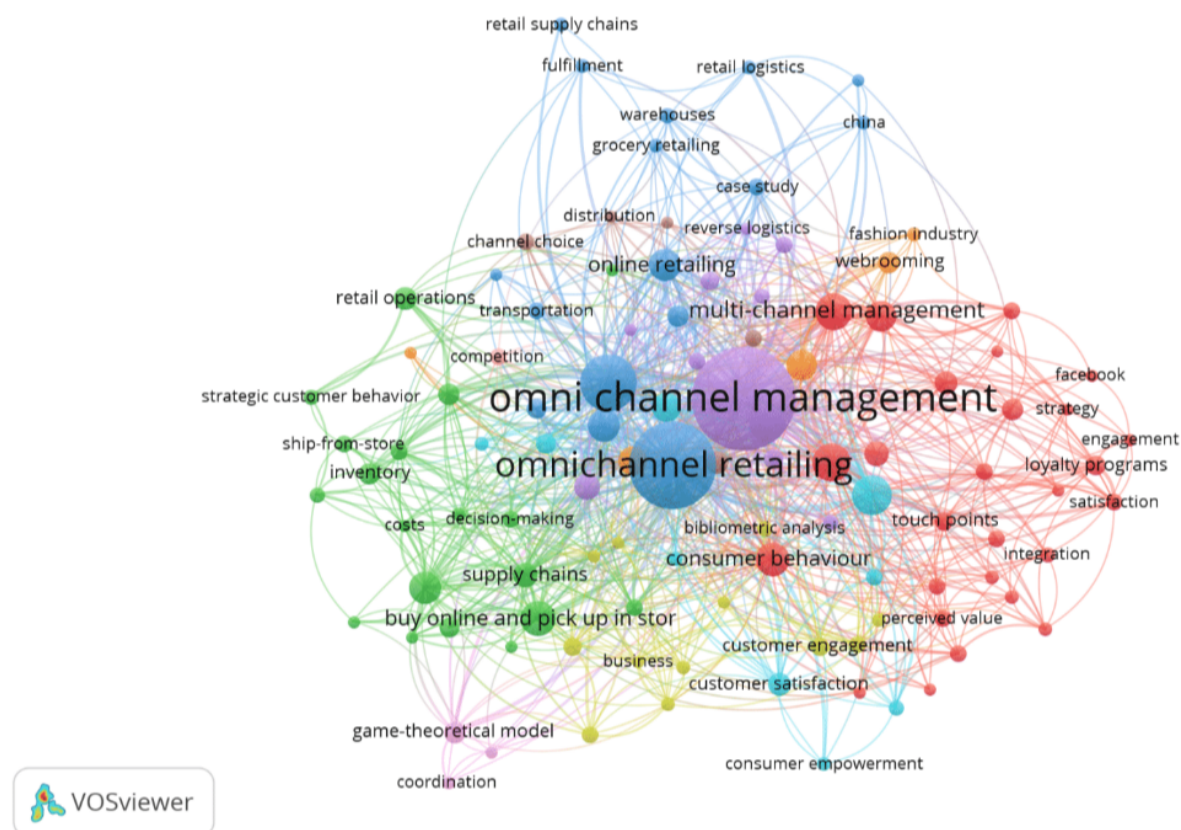 retail supply chains
fulfillment
retail logistics
warehouses
china
grocery retailing
case study
distribution
reverse logistics
fashion industry
channel choice
online retailing
webrooming
retail operations
transportation
multi-channel management
competition
facebook
strategic customer behavior
omni channel management
strategy
ship-from-store
engagement
inventory
omnichannel retailing
loyalty programs
satisfaction
costs
decision-making
bibliometric analysis
touch points
consumer behaviour
integration
supply chains
buy online and pick up in stor
perceived value
customer engagement
business
customer satisfaction
game-theoretical model
consumer empowerment
coordination
VOSviewer